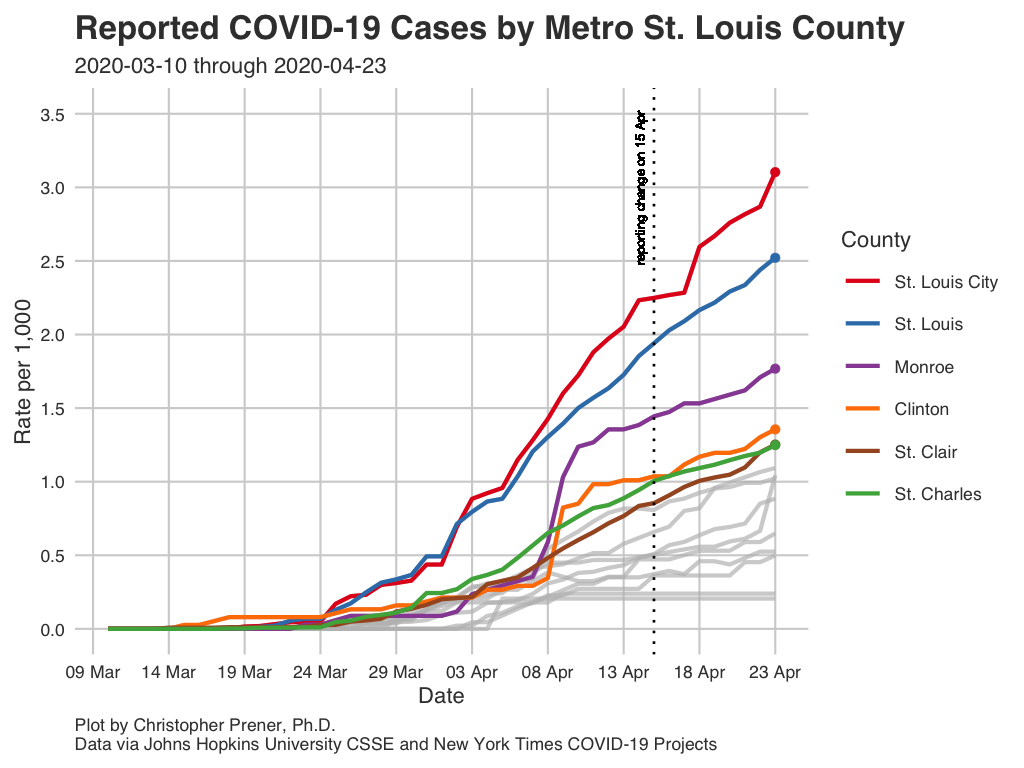 Reported COVID-19 Cases by Metro St. Louis County
2020-03-10 through 2020-04-23
Rate per 1,000
3.5
3.0
2.5
2.0
1.5
1.0
0.5
0.0
reporting change on 15 Apr
09 Mar 14 Mar 19 Mar 24 Mar 29 Mar 03 Apr 08 Apr 13 Apr 18 Apr 23 Apr
Date
County
St. Louis City
St. Louis
Monroe
Clinton
St. Clair
St. Charles
Plot by Christopher Prener, Ph.D.
Data via Johns Hopkins University CSSE and New York Times COVID-19 Projects